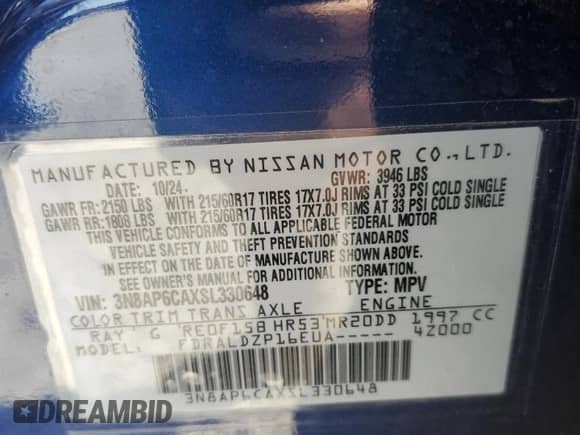 MANUFACTURED BY NISSAN MOTOR CO., LTD.
DATE: 10/24 GVWR: 3946 LBS
GAWR FR: 2150 LBS WITH 215/60R17 TIRES 17X7.0J RIMS AT 33 PSI COLD SINGLE
GAWR RR: 1808 LBS WITH 215/60R17 TIRES 17X7.0J RIMS AT 33 PSI COLD SINGLE
THIS VEHICLE CONFORMS TO ALL APPLICABLE FEDERAL MOTOR
VEHICLE SAFETY AND THEFT PREVENTION STANDARDS
IN EFFECT ON THE DATE OF MANUFACTURE SHOWN ABOVE.
SEE OWNER'S MANUAL FOR ADDITIONAL INFORMATION
VIN: 3N8AP6CAXSL330648 TYPE: MPV
COLOR TRIM TRANS AXLE ENGINE
RAY G RE0F15B HR53 MR20DD 1997 CC
MODEL: FDRALDZP16EUA----- 42000
3N8AP6CAXSL330648
DREAMBID